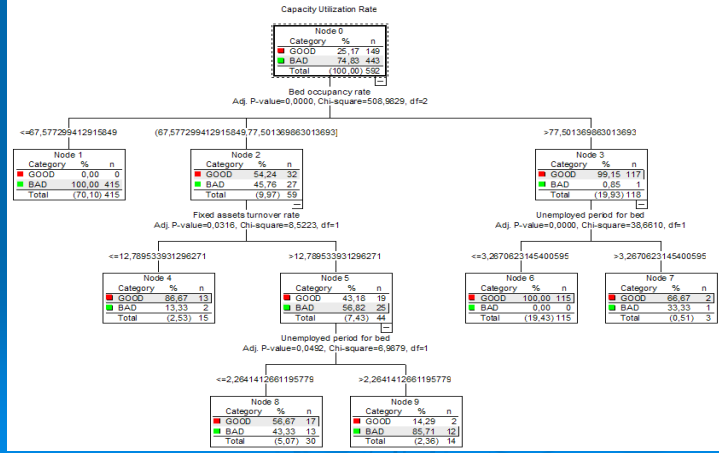 Capacity Utilization Rate
Node 0
Category % n
GOOD 25,17 149
BAD 74,83 443
Total (100,00) 592
Bed occupancy rate
Adj. P-value=0,0000, Chi-square=508,9829, df=2
<=67,577299412915849
(67,577299412915849,77,501369863013693]
>77,501369863013693
Node 1
Category % n
GOOD 0,00 0
BAD 100,00 415
Total (70,10) 415
Node 2
Category % n
GOOD 54,24 32
BAD 45,76 27
Total (9,97) 59
Node 3
Category % n
GOOD 99,15 117
BAD 0,85 1
Total (19,93) 118
Fixed assets turnover rate
Adj. P-value=0,0316, Chi-square=8,5223, df=1
Unemployed period for bed
Adj. P-value=0,0000, Chi-square=38,6610, df=1
<=12,789533931296271
>12,789533931296271
<=3,2670623145400595
>3,2670623145400595
Node 4
Category % n
GOOD 86,67 13
BAD 13,33 2
Total (2,53) 15
Node 5
Category % n
GOOD 43,18 19
BAD 56,82 25
Total (7,43) 44
Node 6
Category % n
GOOD 100,00 115
BAD 0,00 0
Total (19,43) 115
Node 7
Category % n
GOOD 66,67 2
BAD 33,33 1
Total (0,51) 3
Unemployed period for bed
Adj. P-value=0,0492, Chi-square=6,9879, df=1
<=2,2641412661195779
>2,2641412661195779
Node 8
Category % n
GOOD 56,67 17
BAD 43,33 13
Total (5,07) 30
Node 9
Category % n
GOOD 14,29 2
BAD 85,71 12
Total (2,36) 14